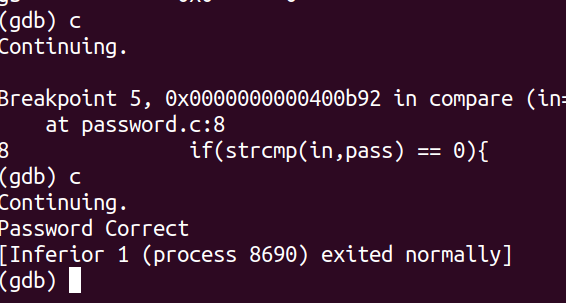 (gdb) c
Continuing.
Breakpoint 5, 0x0000000000400b92 in compare (in=
    at password.c:8
8               if(strcmp(in,pass) == 0){
(gdb) c
Continuing.
Password Correct
[Inferior 1 (process 8690) exited normally]
(gdb)